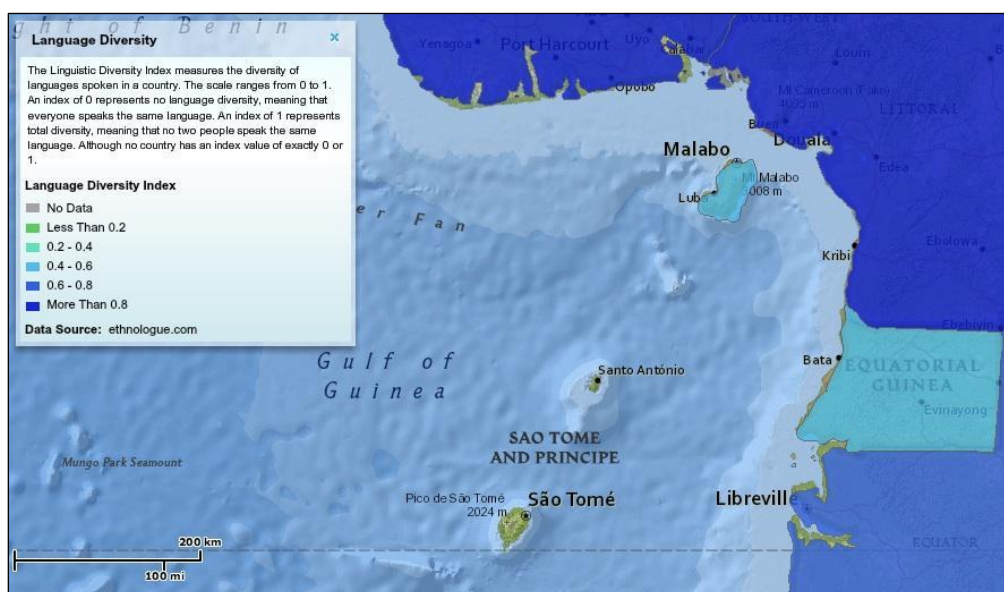 ght of Benin
Language Diversity ×
The Linguistic Diversity Index measures the diversity of
languages spoken in a country. The scale ranges from 0 to 1.
An index of 0 represents no language diversity, meaning that
everyone speaks the same language. An index of 1 represents
total diversity, meaning that no two people speak the same
language. Although no country has an index value of exactly 0 or
1.
Language Diversity Index
No Data
Less Than 0.2
0.2 - 0.4
0.4 - 0.6
0.6 - 0.8
More Than 0.8
Data Source: ethnologue.com
Yenagoa
Port Harcourt
Uyo
Calabar
Opobo
SOUTH-WEST
Loum
Mt Cameroon (Fako)
4095 m
LITTORAL
Buea
Douala
Edea
Malabo
Mt Malabo
3008 m
Luba
er Fan
Kribi
Ebolowa
Ebebiyin
Bata
EQUATORIAL
GUINEA
Evinayong
Gulf of
Guinea
Santo António
SAO TOME
AND PRINCIPE
Mungo Park Seamount
Pico de São Tomé
2024 m
São Tomé
Libreville
EQUATOR
200 km
100 mi